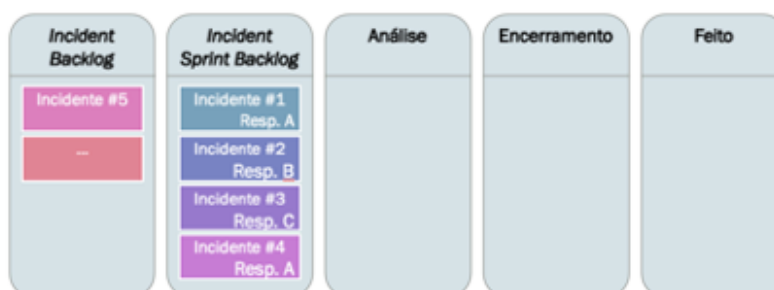 Incident
Backlog
Incidente #5
...
Incident
Sprint Backlog
Incidente #1
Resp. A
Incidente #2
Resp. B
Incidente #3
Resp. C
Incidente #4
Resp. A
Análise
Encerramento
Feito